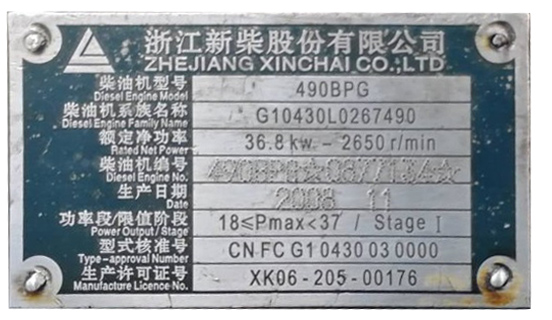 浙江新柴股份有限公司
ZHEJIANG XINCHAI CO.,LTD
柴油机型号 490BPG
Diesel Engine Model
柴油机系族名称 G10430L0267490
Diesel Engine Family Name
额定净功率 36.8kw - 2650r/min
Rated Net Power
柴油机编号
Diesel Engine No.
生产日期 2008 11
Date
功率段/限值阶段 18≤Pmax<37 / Stage I
Power Output/ Stage
型式核准号 CN FC G1 0430 03 0000
Type-approval Number
生产许可证号 XK06-205-00176
Manufacture Licence No.